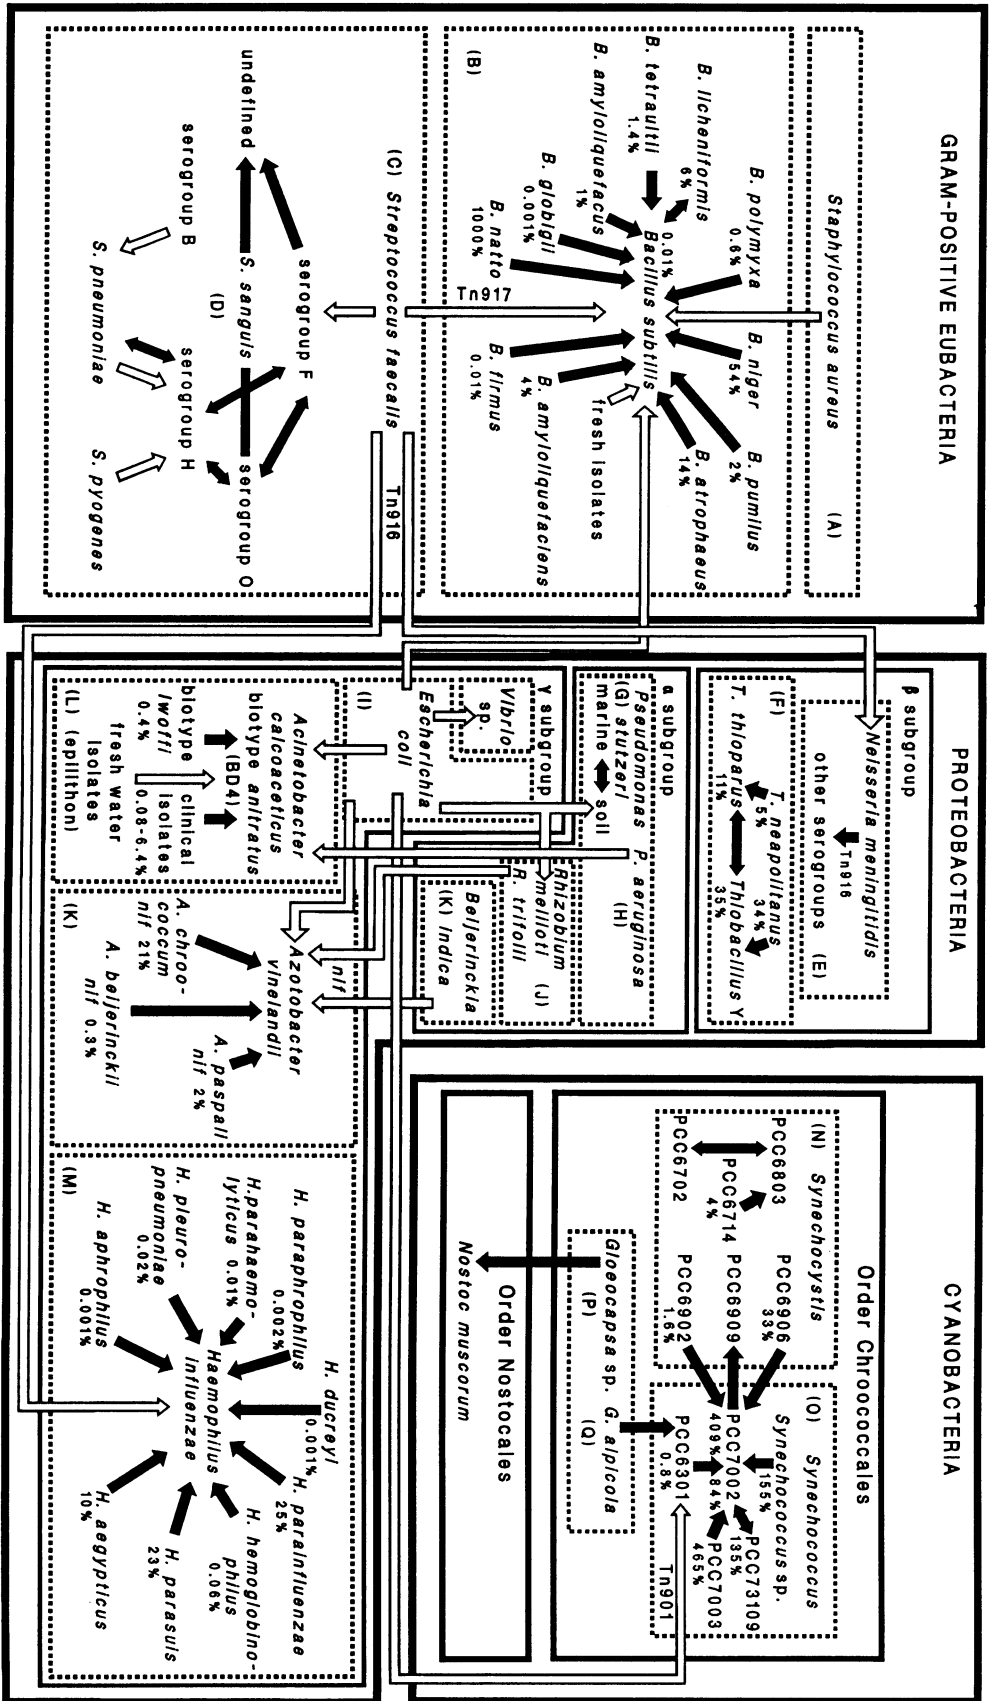 GRAM-POSITIVE EUBACTERIA
Staphylococcus aureus
(A)
B. polymyxa
0.6%
B. niger
54%
B. pumilus
2%
B. licheniformis
6%
0.01%
B. atrophaeus
14%
B. tetraultii
1.4%
Bacillus subtilis
B. amyloliquefacus
1%
fresh isolates
B. globigii
0.001%
B. amyloliquefaciens
4%
B. natto
1000%
B. firmus
0.01%
(B)
Tn917
(C) Streptococcus faecalis
Tn916
serogroup F
undefined
S. sanguis
serogroup O
(D)
serogroup B
serogroup H
S. pneumoniae
S. pyogenes
PROTEOBACTERIA
β subgroup
Neisseria meningitidis
Tn916
other serogroups (E)
(F)
T. neapolitanus
5%
34%
T. thioparus
11%
Thiobacillus Y
35%
α subgroup
Pseudomonas
(G) stutzeri
marine
soil
P. aeruginosa
(H)
Rhizobium
meliloti
R. trifolii
(J)
Beijerinckia
(K) indica
γ subgroup
Vibrio
sp.
Escherichia
coli
(I)
Acinetobacter
calcoaceticus
biotype anitratus
(BD4)
biotype
lwoffi
0.4%
clinical
isolates
0.08-6.4%
fresh water
isolates
(L) (epilithon)
nif
Azotobacter
vinelandii
A. chroo-
coccum
nif 21%
A. paspali
nif 2%
A. beijerinckii
nif 0.3%
(K)
H. ducreyi
0.001%
H. paraphrophilus
0.002%
H. parainfluenzae
25%
H.parahaemo-
lyticus 0.01%
Haemophilus
influenzae
H. hemoglobino-
philus
0.06%
H. pleuro-
pneumoniae
0.02%
H. parasuis
23%
H. aphrophilus
0.001%
H. aegypticus
10%
(M)
CYANOBACTERIA
Order Chroococcales
(N) Synechocystis
PCC6803
PCC6714
4%
PCC6702
PCC6906
33%
PCC6909
PCC6902
1.6%
(O) Synechococcus
Synechococcus sp.
155%
PCC7002
409%
84%
PCC73109
135%
PCC7003
465%
PCC6301
0.8%
Tn901
Gloeocapsa sp.
(P)
G. alpicola
(Q)
Order Nostocales
Nostoc muscorum